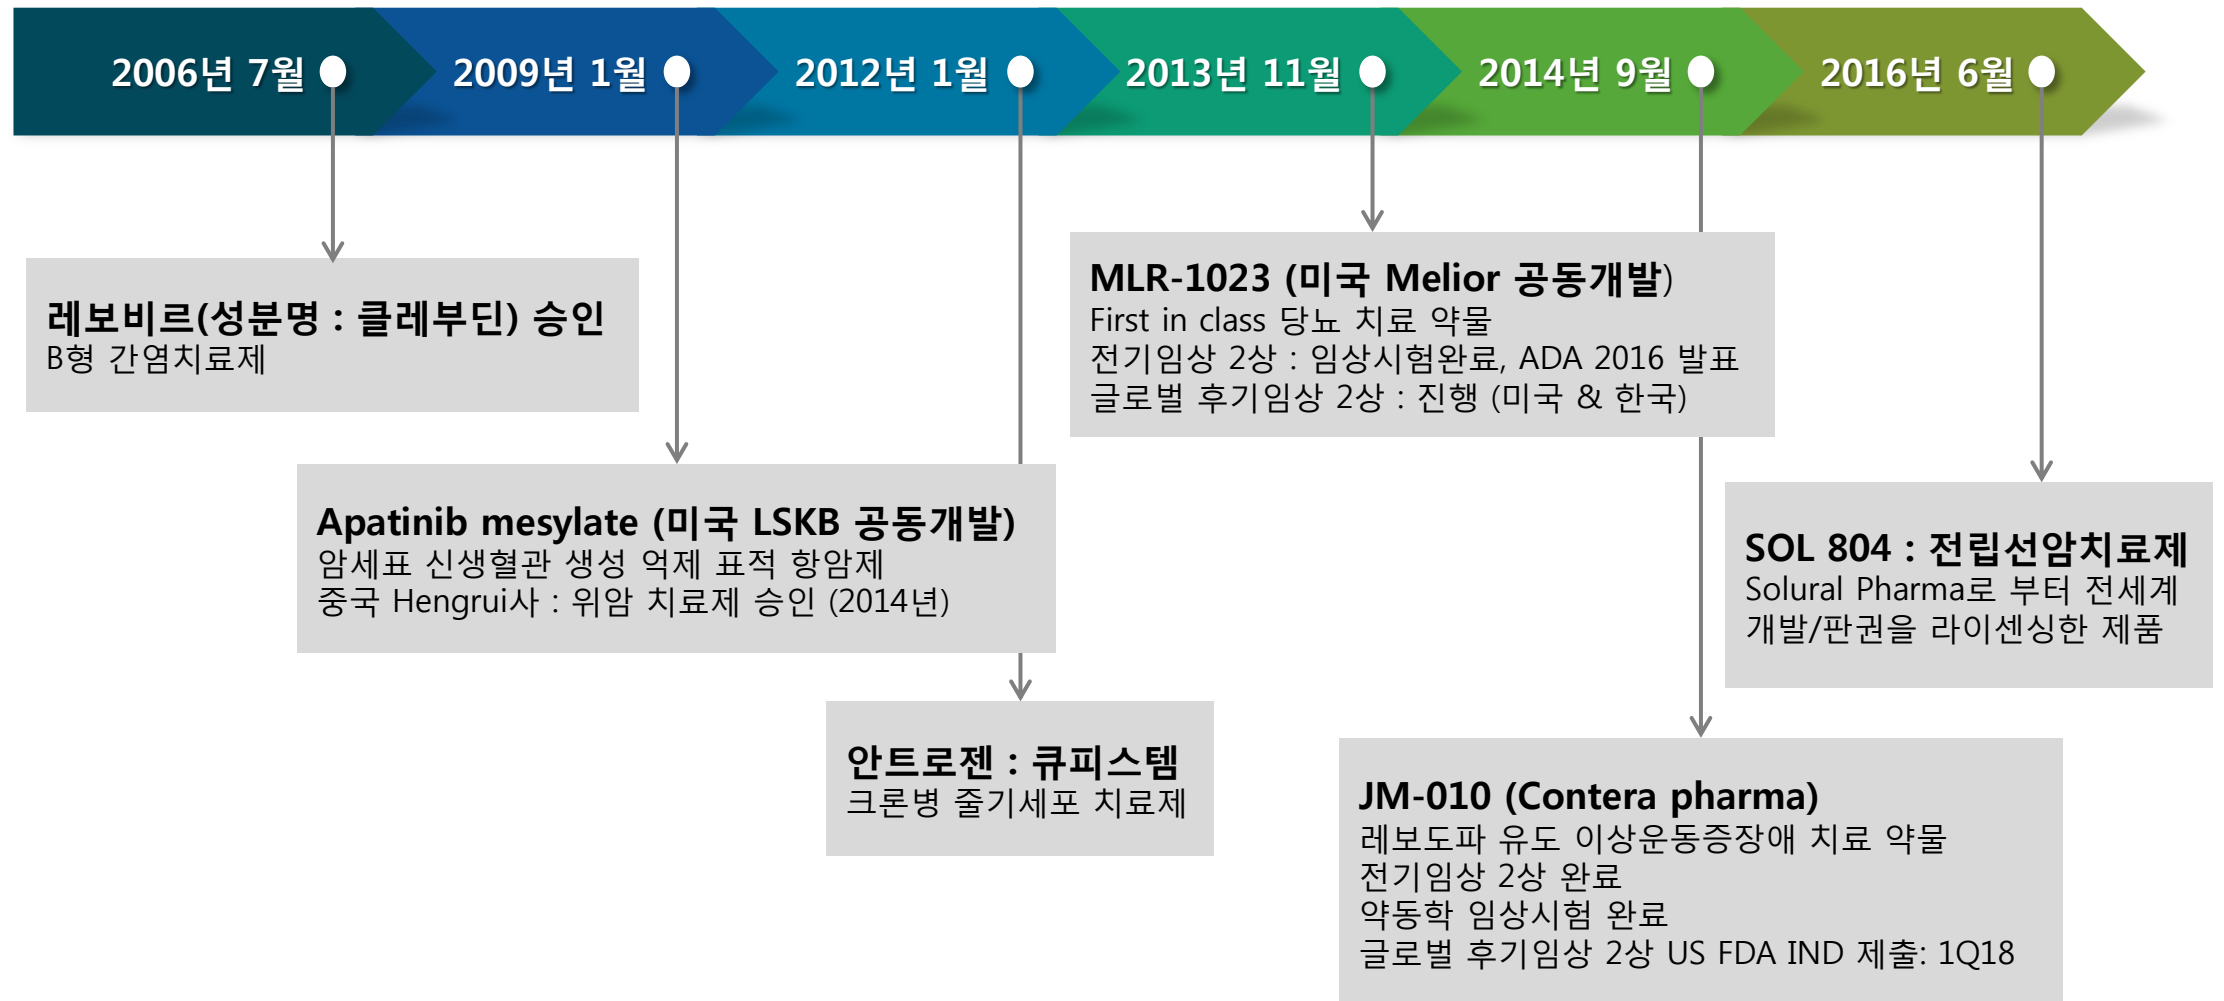 2006년 7월
2009년 1월
2012년 1월
2013년 11월
2014년 9월
2016년 6월
레보비르(성분명 : 클레부딘) 승인
B형 간염치료제
Apatinib mesylate (미국 LSKB 공동개발)
암세포 신생혈관 생성 억제 표적 항암제
중국 Hengrui사 : 위암 치료제 승인 (2014년)
안트로젠 : 큐피스템
크론병 줄기세포 치료제
MLR-1023 (미국 Melior 공동개발)
First in class 당뇨 치료 약물
전기임상 2상 : 임상시험완료, ADA 2016 발표
글로벌 후기임상 2상 : 진행 (미국 & 한국)
JM-010 (Contera pharma)
레보도파 유도 이상운동증장애 치료 약물
전기임상 2상 완료
약동학 임상시험 완료
글로벌 후기임상 2상 US FDA IND 제출: 1Q18
SOL 804 : 전립선암치료제
Solural Pharma로 부터 전세계
개발/판권을 라이센싱한 제품